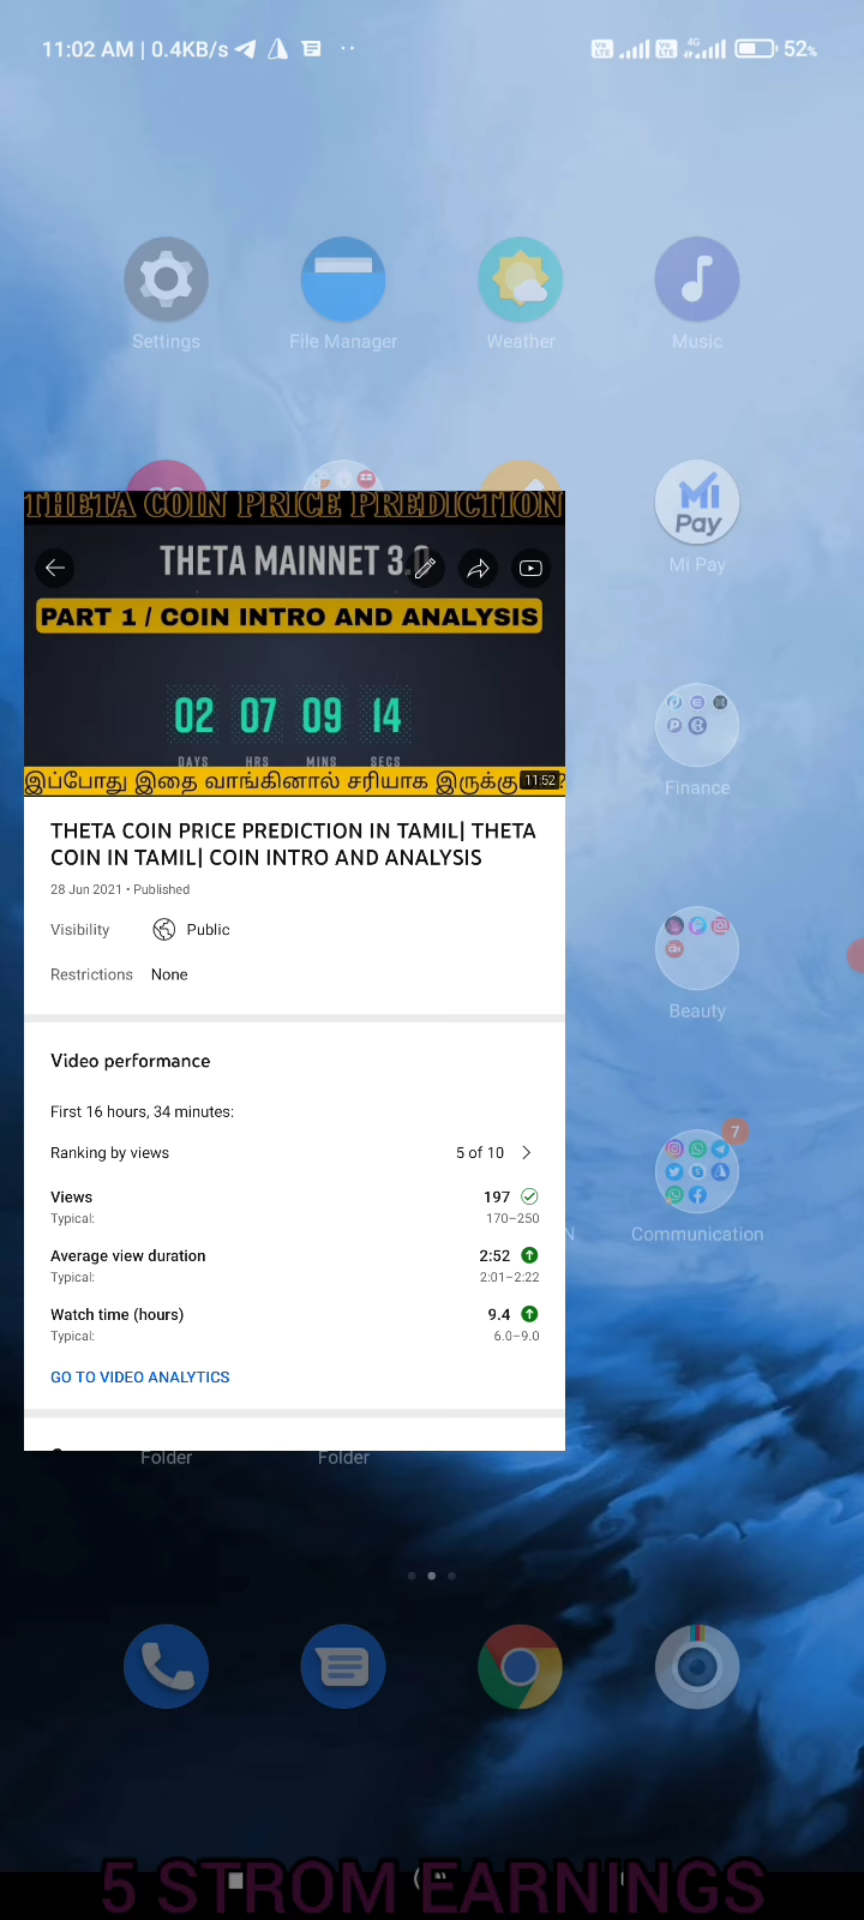 11:02 AM | 0.4KB/s
4G
52%
Settings
File Manager
Weather
Music
Mi
Pay
Mi Pay
THETA COIN PRICE PREDICTION
THETA MAINNET 3.0
PART 1 / COIN INTRO AND ANALYSIS
02 07 09 14
DAYS HRS MINS SECS
இப்போது இதை வாங்கினால் சரியாக
11:52
Finance
THETA COIN PRICE PREDICTION IN TAMIL| THETA
COIN IN TAMIL| COIN INTRO AND ANALYSIS
28 Jun 2021 • Published
Visibility Public
Restrictions None
Beauty
Video performance
First 16 hours, 34 minutes:
Ranking by views 5 of 10
Views 197
Typical: 170–250
7
Communication
Average view duration 2:52
Typical: 2:01–2:22
Watch time (hours) 9.4
Typical: 6.0–9.0
GO TO VIDEO ANALYTICS
Folder
Folder
5 STROM EARNINGS